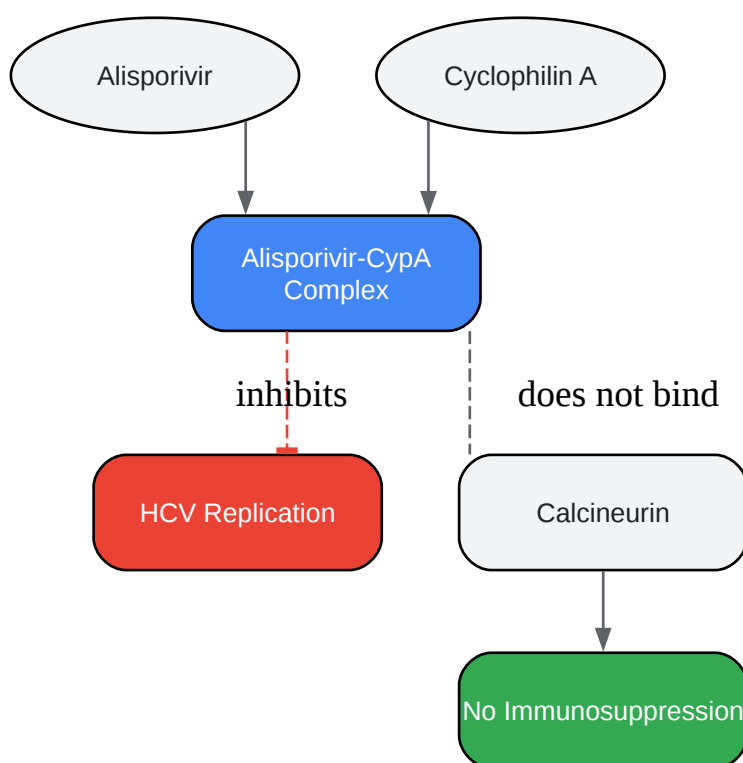 Alisporivir
Cyclophilin A
Alisporivir-CypA
Complex
inhibits
does not bind
HCV Replication
Calcineurin
No Immunosuppression